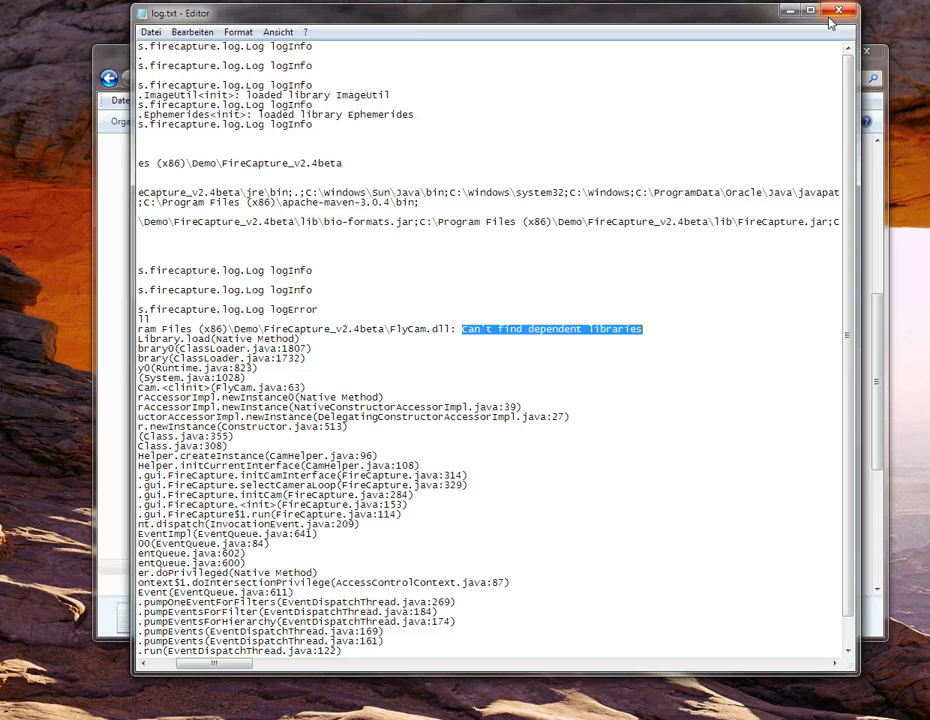 log.txt - Editor
Datei Bearbeiten Format Ansicht ?
s.firecapture.log.Log logInfo
.
s.firecapture.log.Log logInfo
s.firecapture.log.Log logInfo
.ImageUtil<init>: loaded library ImageUtil
s.firecapture.log.Log logInfo
.Ephemerides<init>: loaded library Ephemerides
s.firecapture.log.Log logInfo
es (x86)\Demo\FireCapture_v2.4beta
eCapture_v2.4beta\jre\bin;.;C:\Windows\Sun\Java\bin;C:\Windows\system32;C:\Windows;C:\ProgramData\Oracle\Java\javapat
;C:\Program Files (x86)\apache-maven-3.0.4\bin;
\Demo\FireCapture_v2.4beta\lib\bio-formats.jar;C:\Program Files (x86)\Demo\FireCapture_v2.4beta\lib\FireCapture.jar;C
s.firecapture.log.Log logInfo
s.firecapture.log.Log logInfo
s.firecapture.log.Log logError
ll
ram Files (x86)\Demo\FireCapture_v2.4beta\FlyCam.dll: Can't find dependent libraries
Library.load(Native Method)
brary0(ClassLoader.java:1807)
brary(ClassLoader.java:1732)
y0(Runtime.java:823)
(System.java:1028)
Cam.<clinit>(FlyCam.java:63)
rAccessorImpl.newInstance0(Native Method)
rAccessorImpl.newInstance(NativeConstructorAccessorImpl.java:39)
uctorAccessorImpl.newInstance(DelegatingConstructorAccessorImpl.java:27)
r.newInstance(Constructor.java:513)
(Class.java:355)
Class.java:308)
Helper.createInstance(CamHelper.java:96)
Helper.initCurrentInterface(CamHelper.java:108)
.gui.FireCapture.initCamInterface(FireCapture.java:314)
.gui.FireCapture.selectCameraLoop(FireCapture.java:329)
.gui.FireCapture.initCam(FireCapture.java:284)
.gui.FireCapture.<init>(FireCapture.java:153)
.gui.FireCapture$1.run(FireCapture.java:114)
nt.dispatch(InvocationEvent.java:209)
EventImpl(EventQueue.java:641)
00(EventQueue.java:84)
entQueue.java:602)
entQueue.java:600)
er.doPrivileged(Native Method)
ontext$1.doIntersectionPrivilege(AccessControlContext.java:87)
Event(EventQueue.java:611)
.pumpOneEventForFilters(EventDispatchThread.java:269)
.pumpEventsForFilter(EventDispatchThread.java:184)
.pumpEventsForHierarchy(EventDispatchThread.java:174)
.pumpEvents(EventDispatchThread.java:169)
.pumpEvents(EventDispatchThread.java:161)
.run(EventDispatchThread.java:122)
Date
Orga